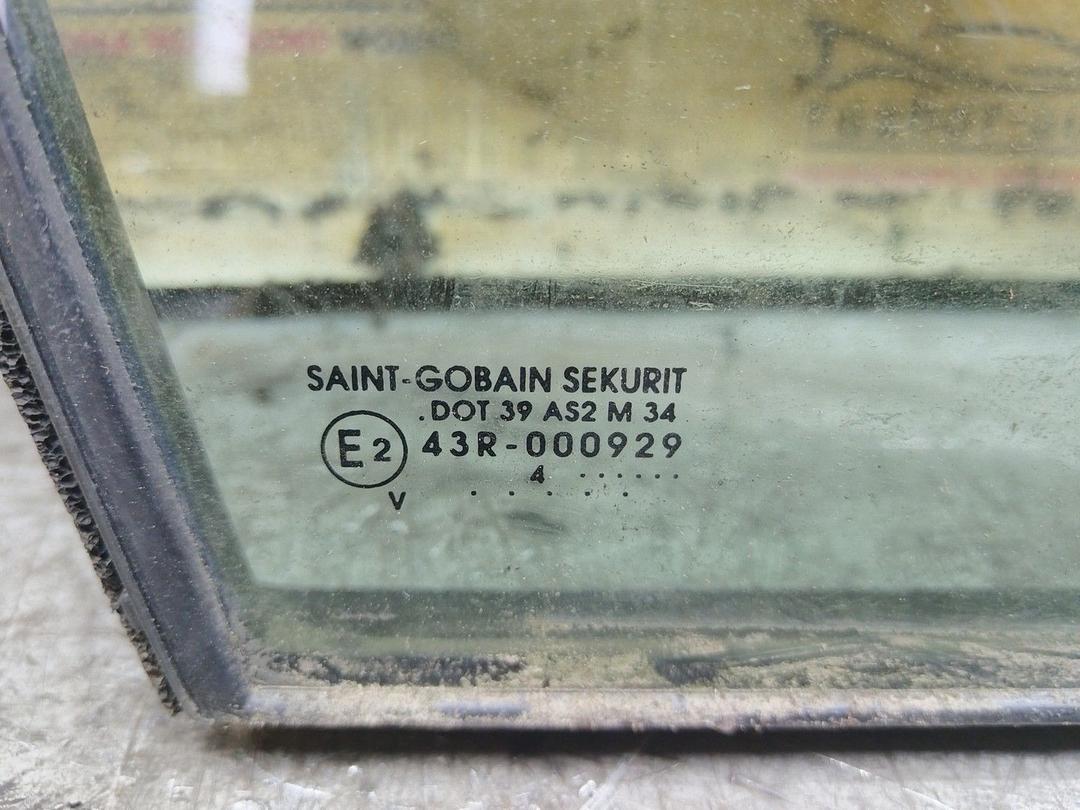 SAINT-GOBAIN SEKURIT
.DOT 39 AS2 M 34
E2 43R-000929
4 ······
V · · · · ·